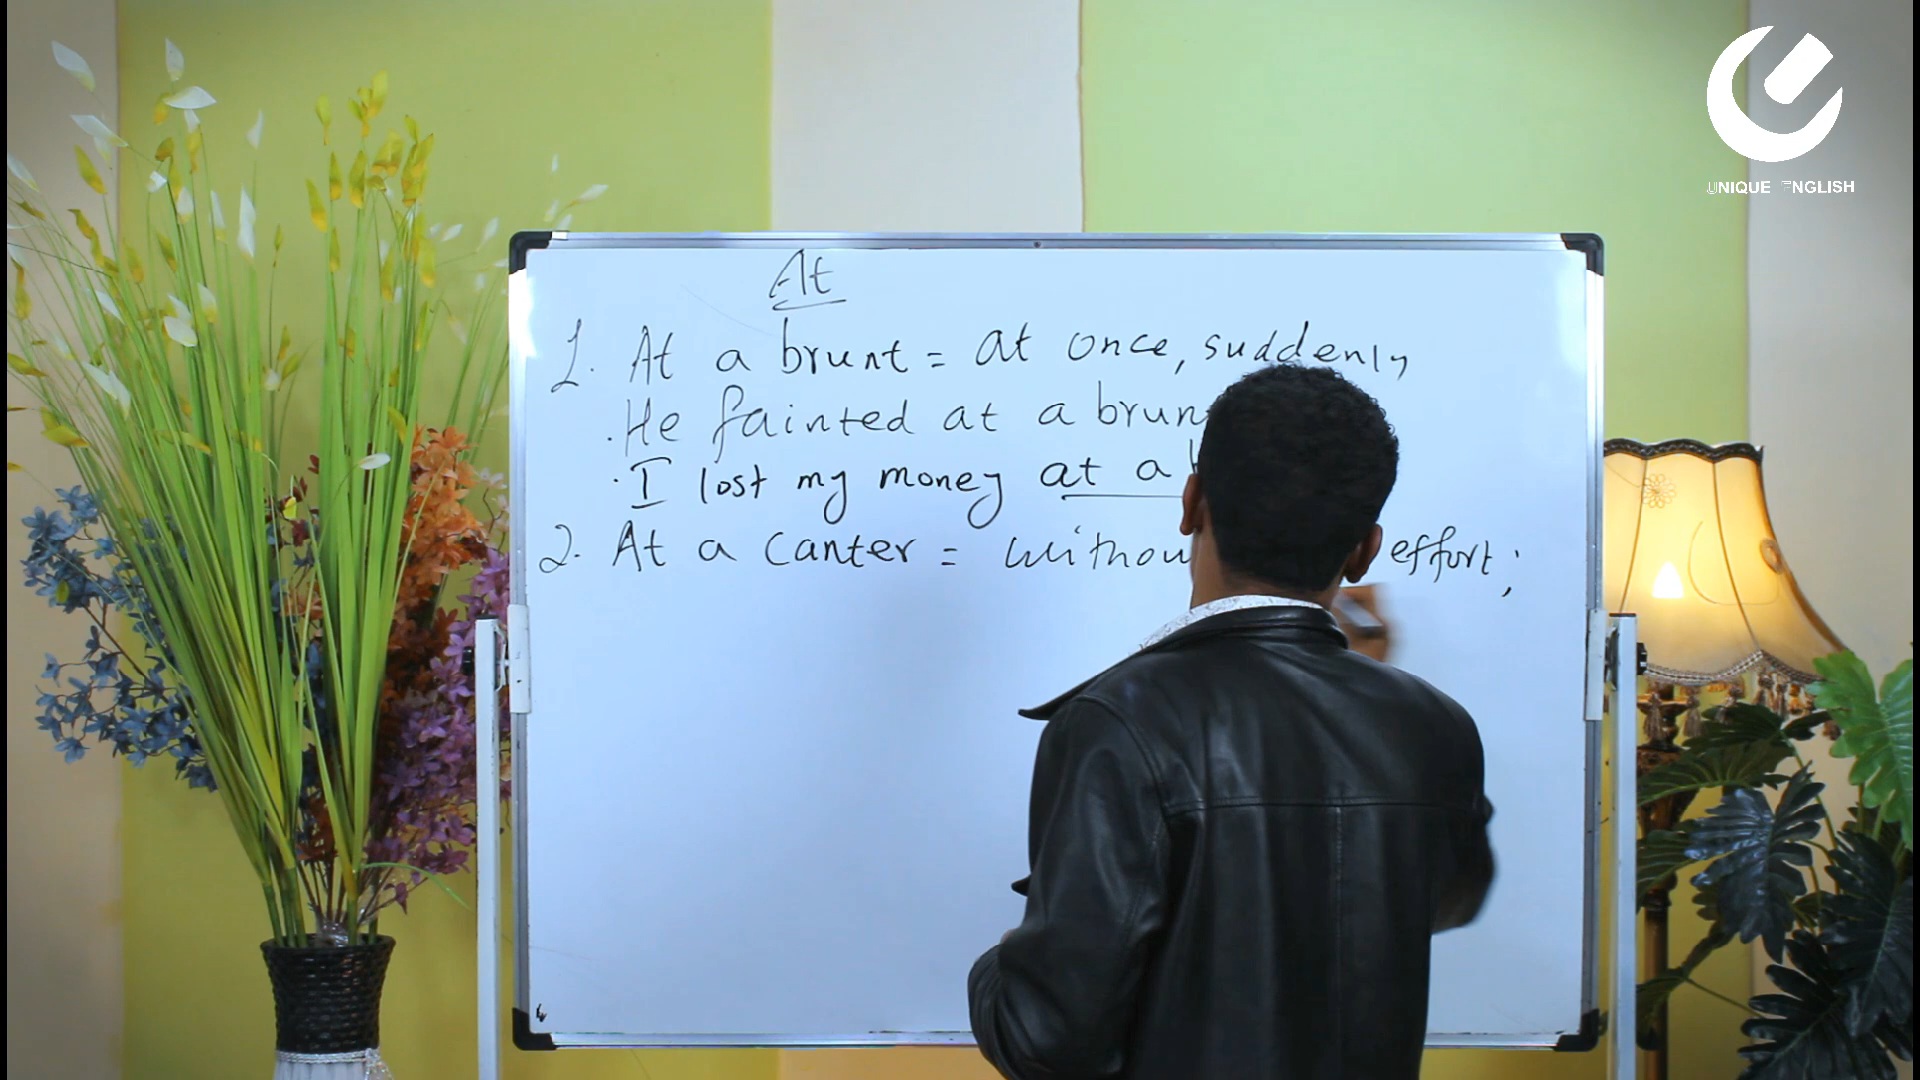 UNIQUE ENGLISH
At
1. At a brunt = at once, suddenly
. He fainted at a brun
. I lost my money at a
2. At a canter = withou effort;